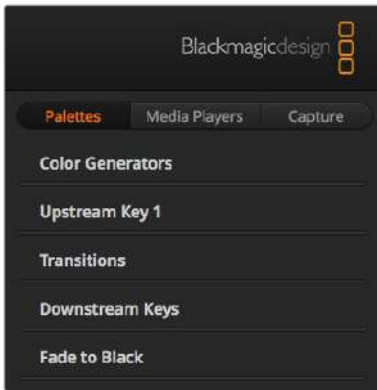 Blackmagicdesign
Palettes Media Players Capture
Color Generators
Upstream Key 1
Transitions
Downstream Keys
Fade to Black